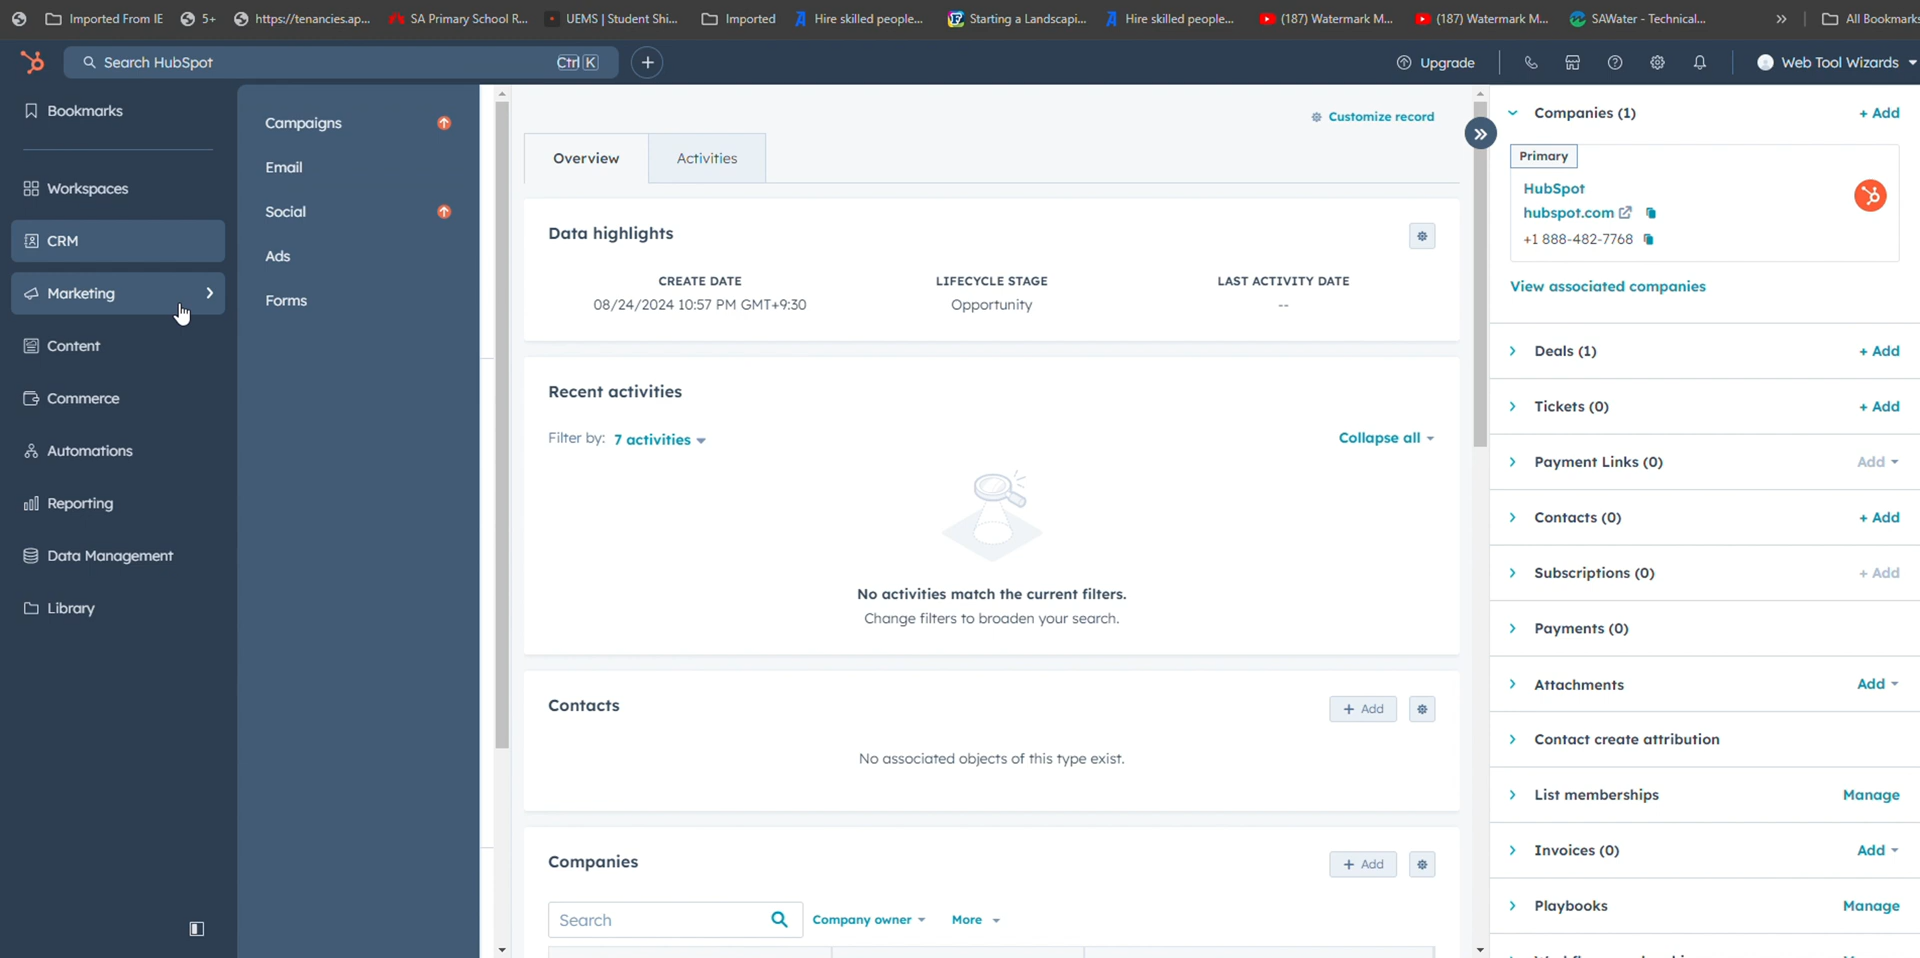 Imported From IE
5+
https://tenancies.ap...
SA Primary School R...
UEMS | Student Shi...
Imported
Hire skilled people...
Starting a Landscapi...
Hire skilled people...
(187) Watermark M...
(187) Watermark M...
SAWater - Technical...
»
All Bookmarks
Search HubSpot
Ctrl K
Upgrade
Web Tool Wizards
Bookmarks
Workspaces
CRM
Marketing
Content
Commerce
Automations
Reporting
Data Management
Library
Campaigns
Email
Social
Ads
Forms
Customize record
Overview
Activities
Data highlights
CREATE DATE
08/24/2024 10:57 PM GMT+9:30
LIFECYCLE STAGE
Opportunity
LAST ACTIVITY DATE
--
Recent activities
Filter by: 7 activities
Collapse all
No activities match the current filters.
Change filters to broaden your search.
Contacts
+ Add
No associated objects of this type exist.
Companies
+ Add
Search
Company owner
More
Companies (1)
+ Add
Primary
HubSpot
hubspot.com
+1 888-482-7768
View associated companies
Deals (1)
+ Add
Tickets (0)
+ Add
Payment Links (0)
Add
Contacts (0)
+ Add
Subscriptions (0)
+ Add
Payments (0)
Attachments
Add
Contact create attribution
List memberships
Manage
Invoices (0)
Add
Playbooks
Manage